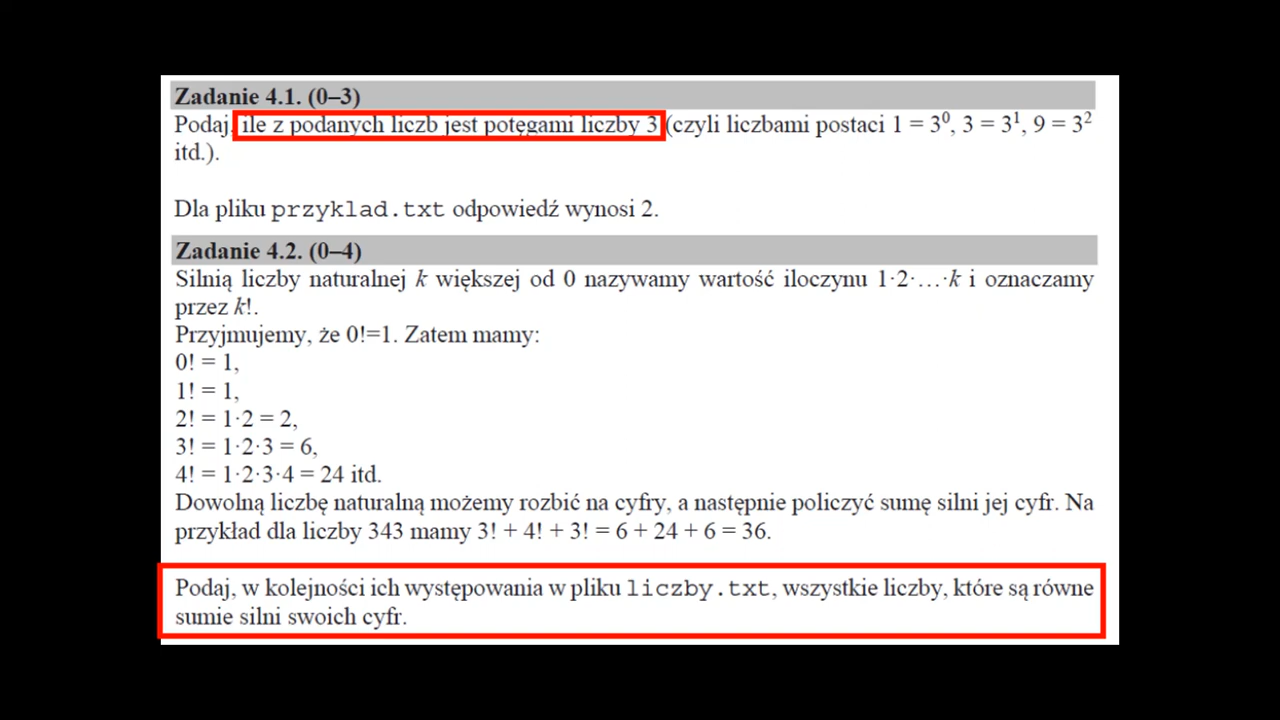 Zadanie 4.1. (0–3)
Podaj, ile z podanych liczb jest potęgami liczby 3 (czyli liczbami postaci 1 = 3⁰, 3 = 3¹, 9 = 3²
itd.).
Dla pliku przyklad.txt odpowiedź wynosi 2.
Zadanie 4.2. (0–4)
Silnią liczby naturalnej k większej od 0 nazywamy wartość iloczynu 1·2·…·k i oznaczamy
przez k!.
Przyjmujemy, że 0!=1. Zatem mamy:
0! = 1,
1! = 1,
2! = 1·2 = 2,
3! = 1·2·3 = 6,
4! = 1·2·3·4 = 24 itd.
Dowolną liczbę naturalną możemy rozbić na cyfry, a następnie policzyć sumę silni jej cyfr. Na
przykład dla liczby 343 mamy 3! + 4! + 3! = 6 + 24 + 6 = 36.
Podaj, w kolejności ich występowania w pliku liczby.txt, wszystkie liczby, które są równe
sumie silni swoich cyfr.